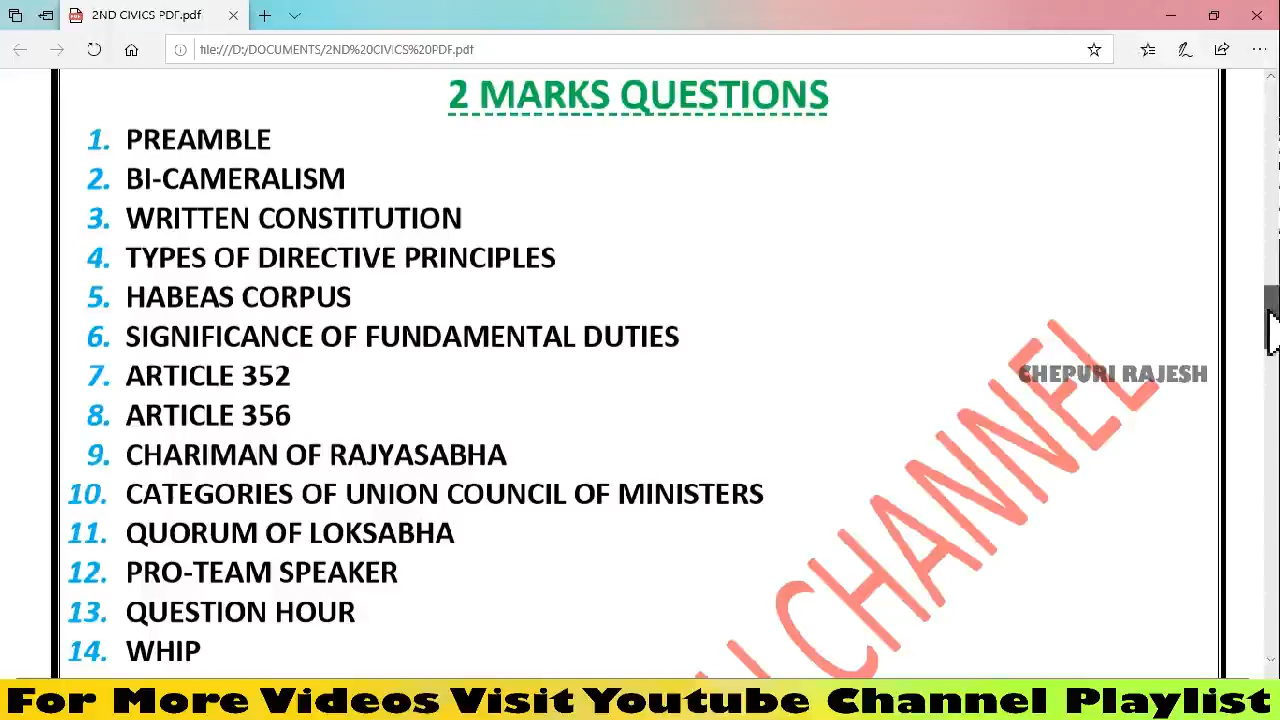 2ND CIVICS PDF.pdf
file:///D:/DOCUMENTS/2ND%20CIVICS%20PDF.pdf
2 MARKS QUESTIONS
1. PREAMBLE
2. BI-CAMERALISM
3. WRITTEN CONSTITUTION
4. TYPES OF DIRECTIVE PRINCIPLES
5. HABEAS CORPUS
6. SIGNIFICANCE OF FUNDAMENTAL DUTIES
7. ARTICLE 352
CHEPURI RAJESH
8. ARTICLE 356
9. CHARIMAN OF RAJYASABHA
10. CATEGORIES OF UNION COUNCIL OF MINISTERS
11. QUORUM OF LOKSABHA
12. PRO-TEAM SPEAKER
13. QUESTION HOUR
14. WHIP
CHANNEL
For More Videos Visit Youtube Channel Playlist